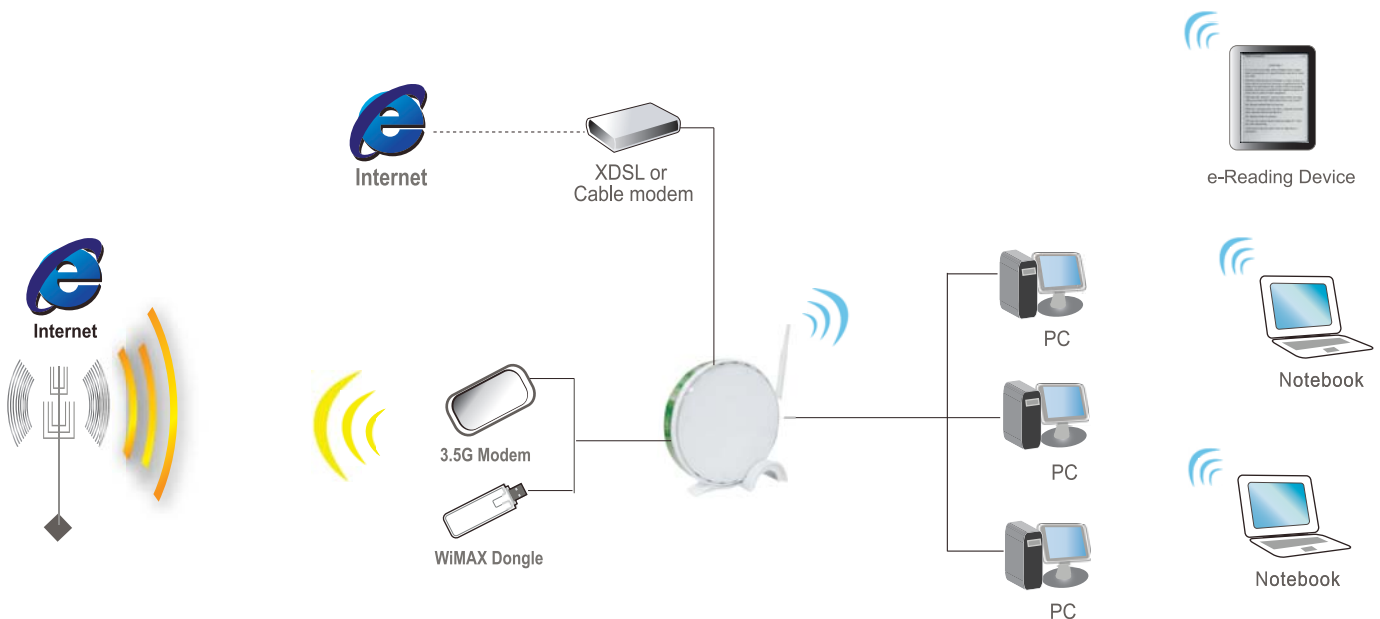 e-Reading Device
Internet
XDSL or
Cable modem
Internet
PC
Notebook
3.5G Modem
PC
WiMAX Dongle
Notebook
PC